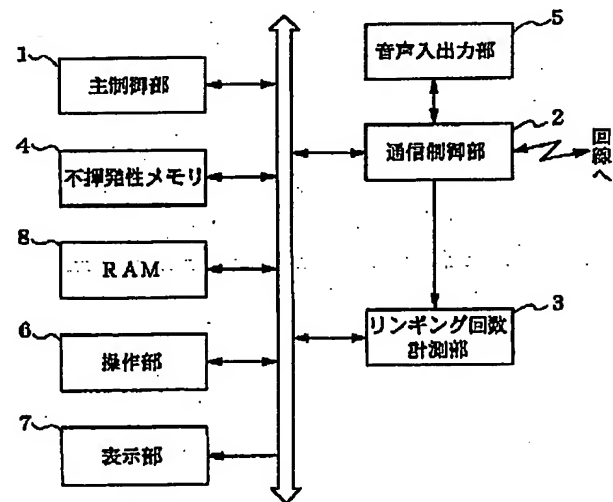 1
主制御部
4
不揮発性メモリ
8
RAM
6
操作部
7
表示部
5
音声入出力部
2
通信制御部
回線へ
3
リンギング回数
計測部